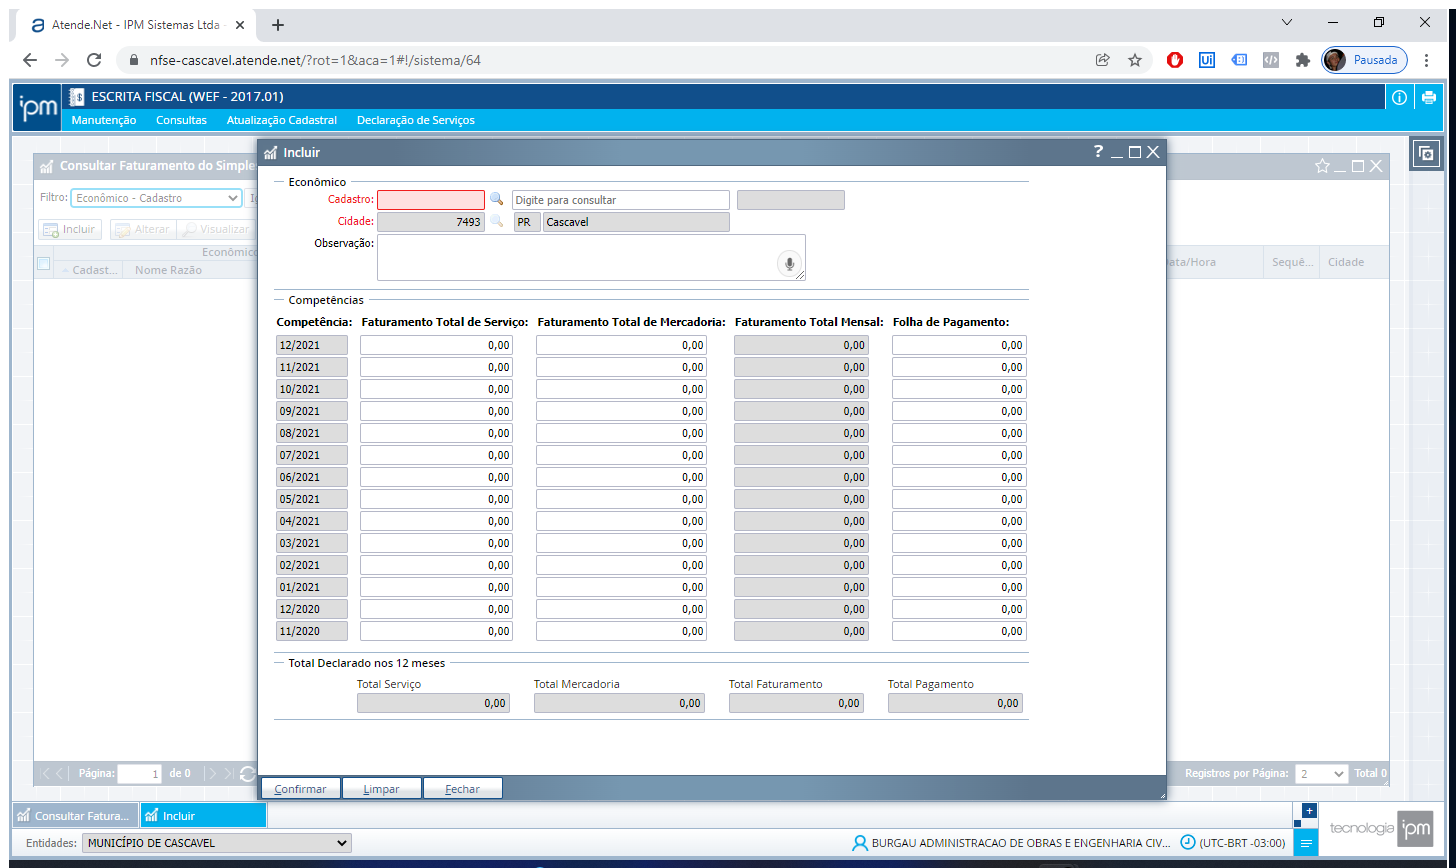 Atende.Net - IPM Sistemas Ltda
nfse-cascavel.atende.net/?rot=1&aca=1#!/sistema/64
Ui
Pausada
ipm
ESCRITA FISCAL (WEF - 2017.01)
Manutenção Consultas Atualização Cadastral Declaração de Serviços
Consultar Faturamento do Simple
Incluir
Filtro: Econômico - Cadastro
Incluir Alterar Visualizar
Econômico
Cadast... Nome Razão
ata/Hora Sequê... Cidade
Econômico
Cadastro: Digite para consultar
Cidade: 7493 PR Cascavel
Observação:
Competências
Competência: Faturamento Total de Serviço: Faturamento Total de Mercadoria: Faturamento Total Mensal: Folha de Pagamento:
12/2021 0,00 0,00 0,00 0,00
11/2021 0,00 0,00 0,00 0,00
10/2021 0,00 0,00 0,00 0,00
09/2021 0,00 0,00 0,00 0,00
08/2021 0,00 0,00 0,00 0,00
07/2021 0,00 0,00 0,00 0,00
06/2021 0,00 0,00 0,00 0,00
05/2021 0,00 0,00 0,00 0,00
04/2021 0,00 0,00 0,00 0,00
03/2021 0,00 0,00 0,00 0,00
02/2021 0,00 0,00 0,00 0,00
01/2021 0,00 0,00 0,00 0,00
12/2020 0,00 0,00 0,00 0,00
11/2020 0,00 0,00 0,00 0,00
Total Declarado nos 12 meses
Total Serviço Total Mercadoria Total Faturamento Total Pagamento
0,00 0,00 0,00 0,00
Página: 1 de 0
Registros por Página: 2 Total 0
Confirmar Limpar Fechar
Consultar Fatura... Incluir
Entidades: MUNICÍPIO DE CASCAVEL
BURGAU ADMINISTRACAO DE OBRAS E ENGENHARIA CIV... (UTC-BRT -03:00)
tecnologia ipm